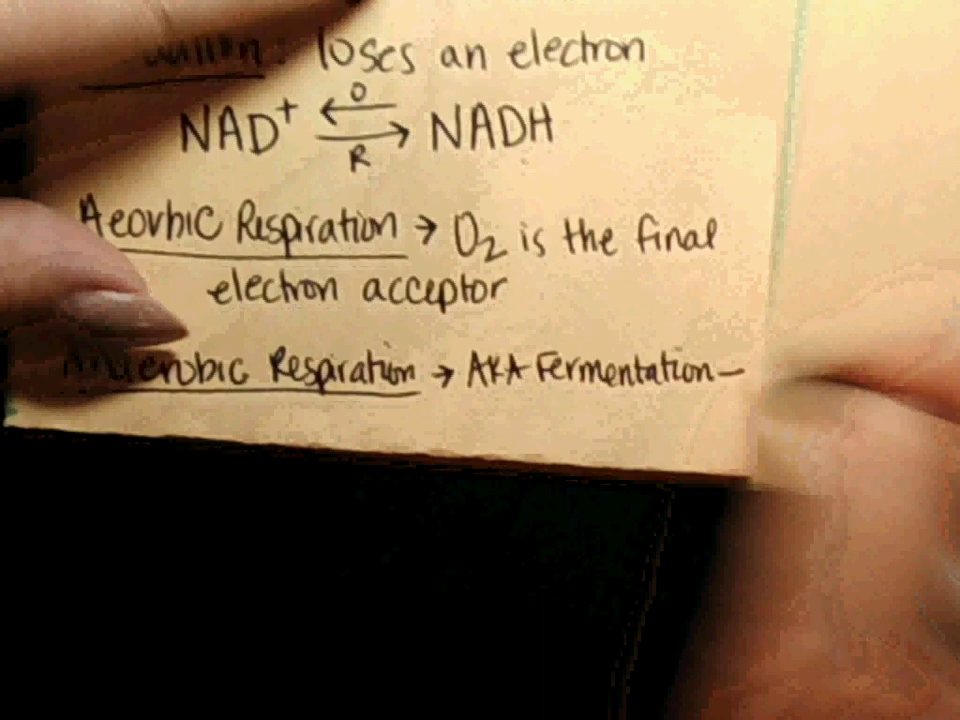 loses an electron
O
NAD⁺ ⇄ NADH
R
Aeorbic Respiration → O₂ is the final
electron acceptor
Respiration → AKA Fermentation —